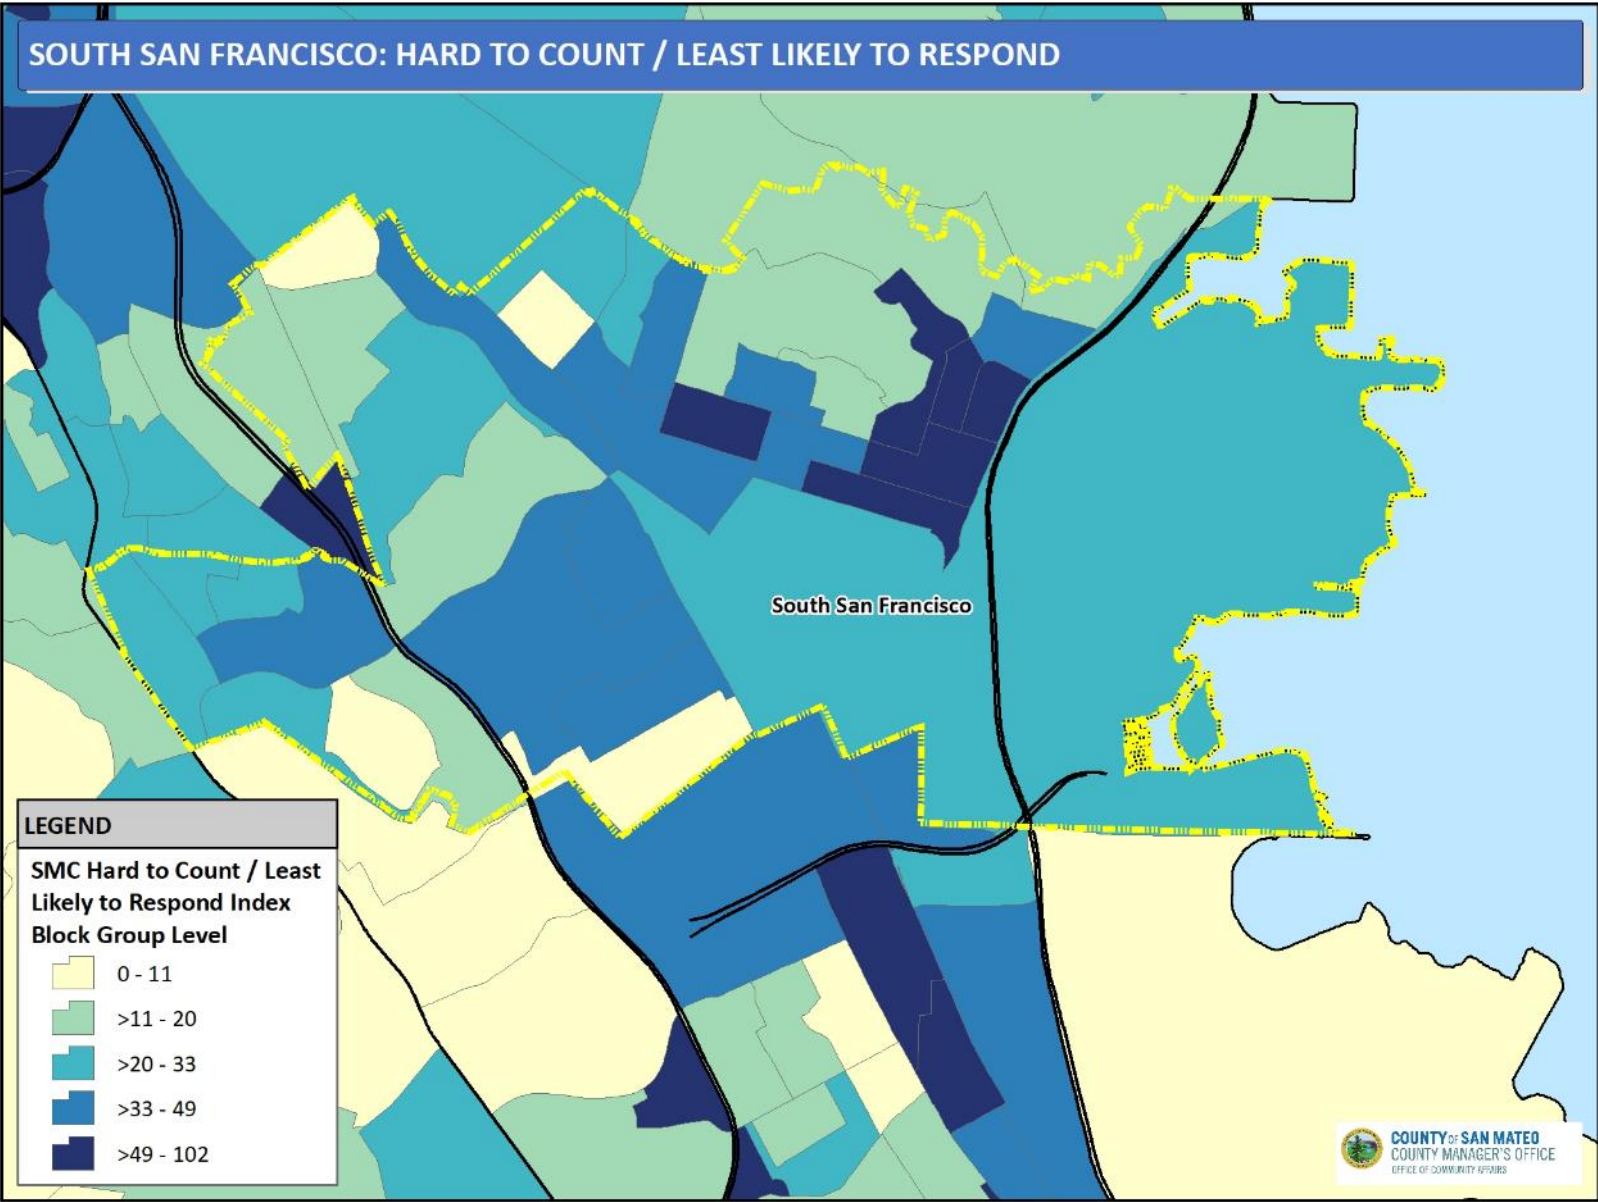 SOUTH SAN FRANCISCO: HARD TO COUNT / LEAST LIKELY TO RESPOND
South San Francisco
LEGEND
SMC Hard to Count / Least
Likely to Respond Index
Block Group Level
0 - 11
>11 - 20
>20 - 33
>33 - 49
>49 - 102
COUNTY OF SAN MATEO
COUNTY MANAGER'S OFFICE
OFFICE OF COMMUNITY AFFAIRS